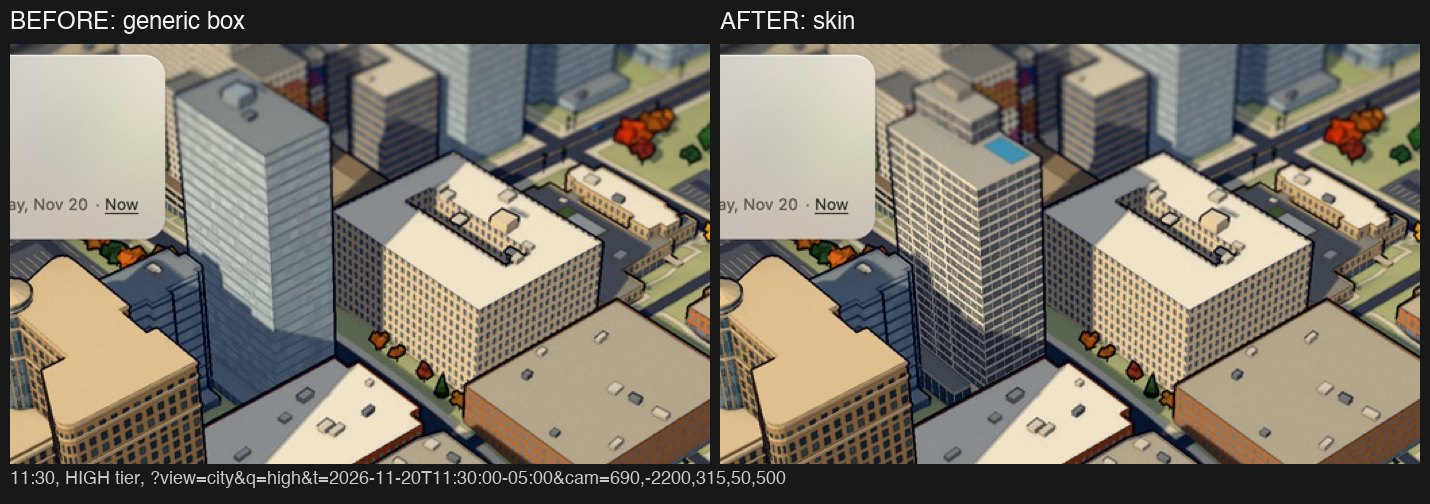 BEFORE: generic box
AFTER: skin
ay, Nov 20 · Now
ay, Nov 20 · Now
11:30, HIGH tier, ?view=city&q=high&t=2026-11-20T11:30:00-05:00&cam=690,-2200,315,50,500